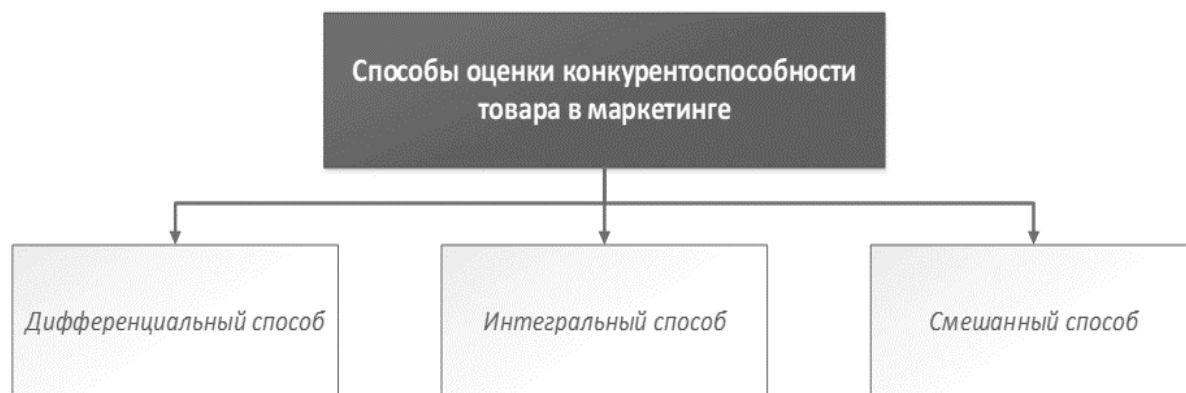 Способы оценки конкурентоспособности
товара в маркетинге
Дифференциальный способ
Интегральный способ
Смешанный способ